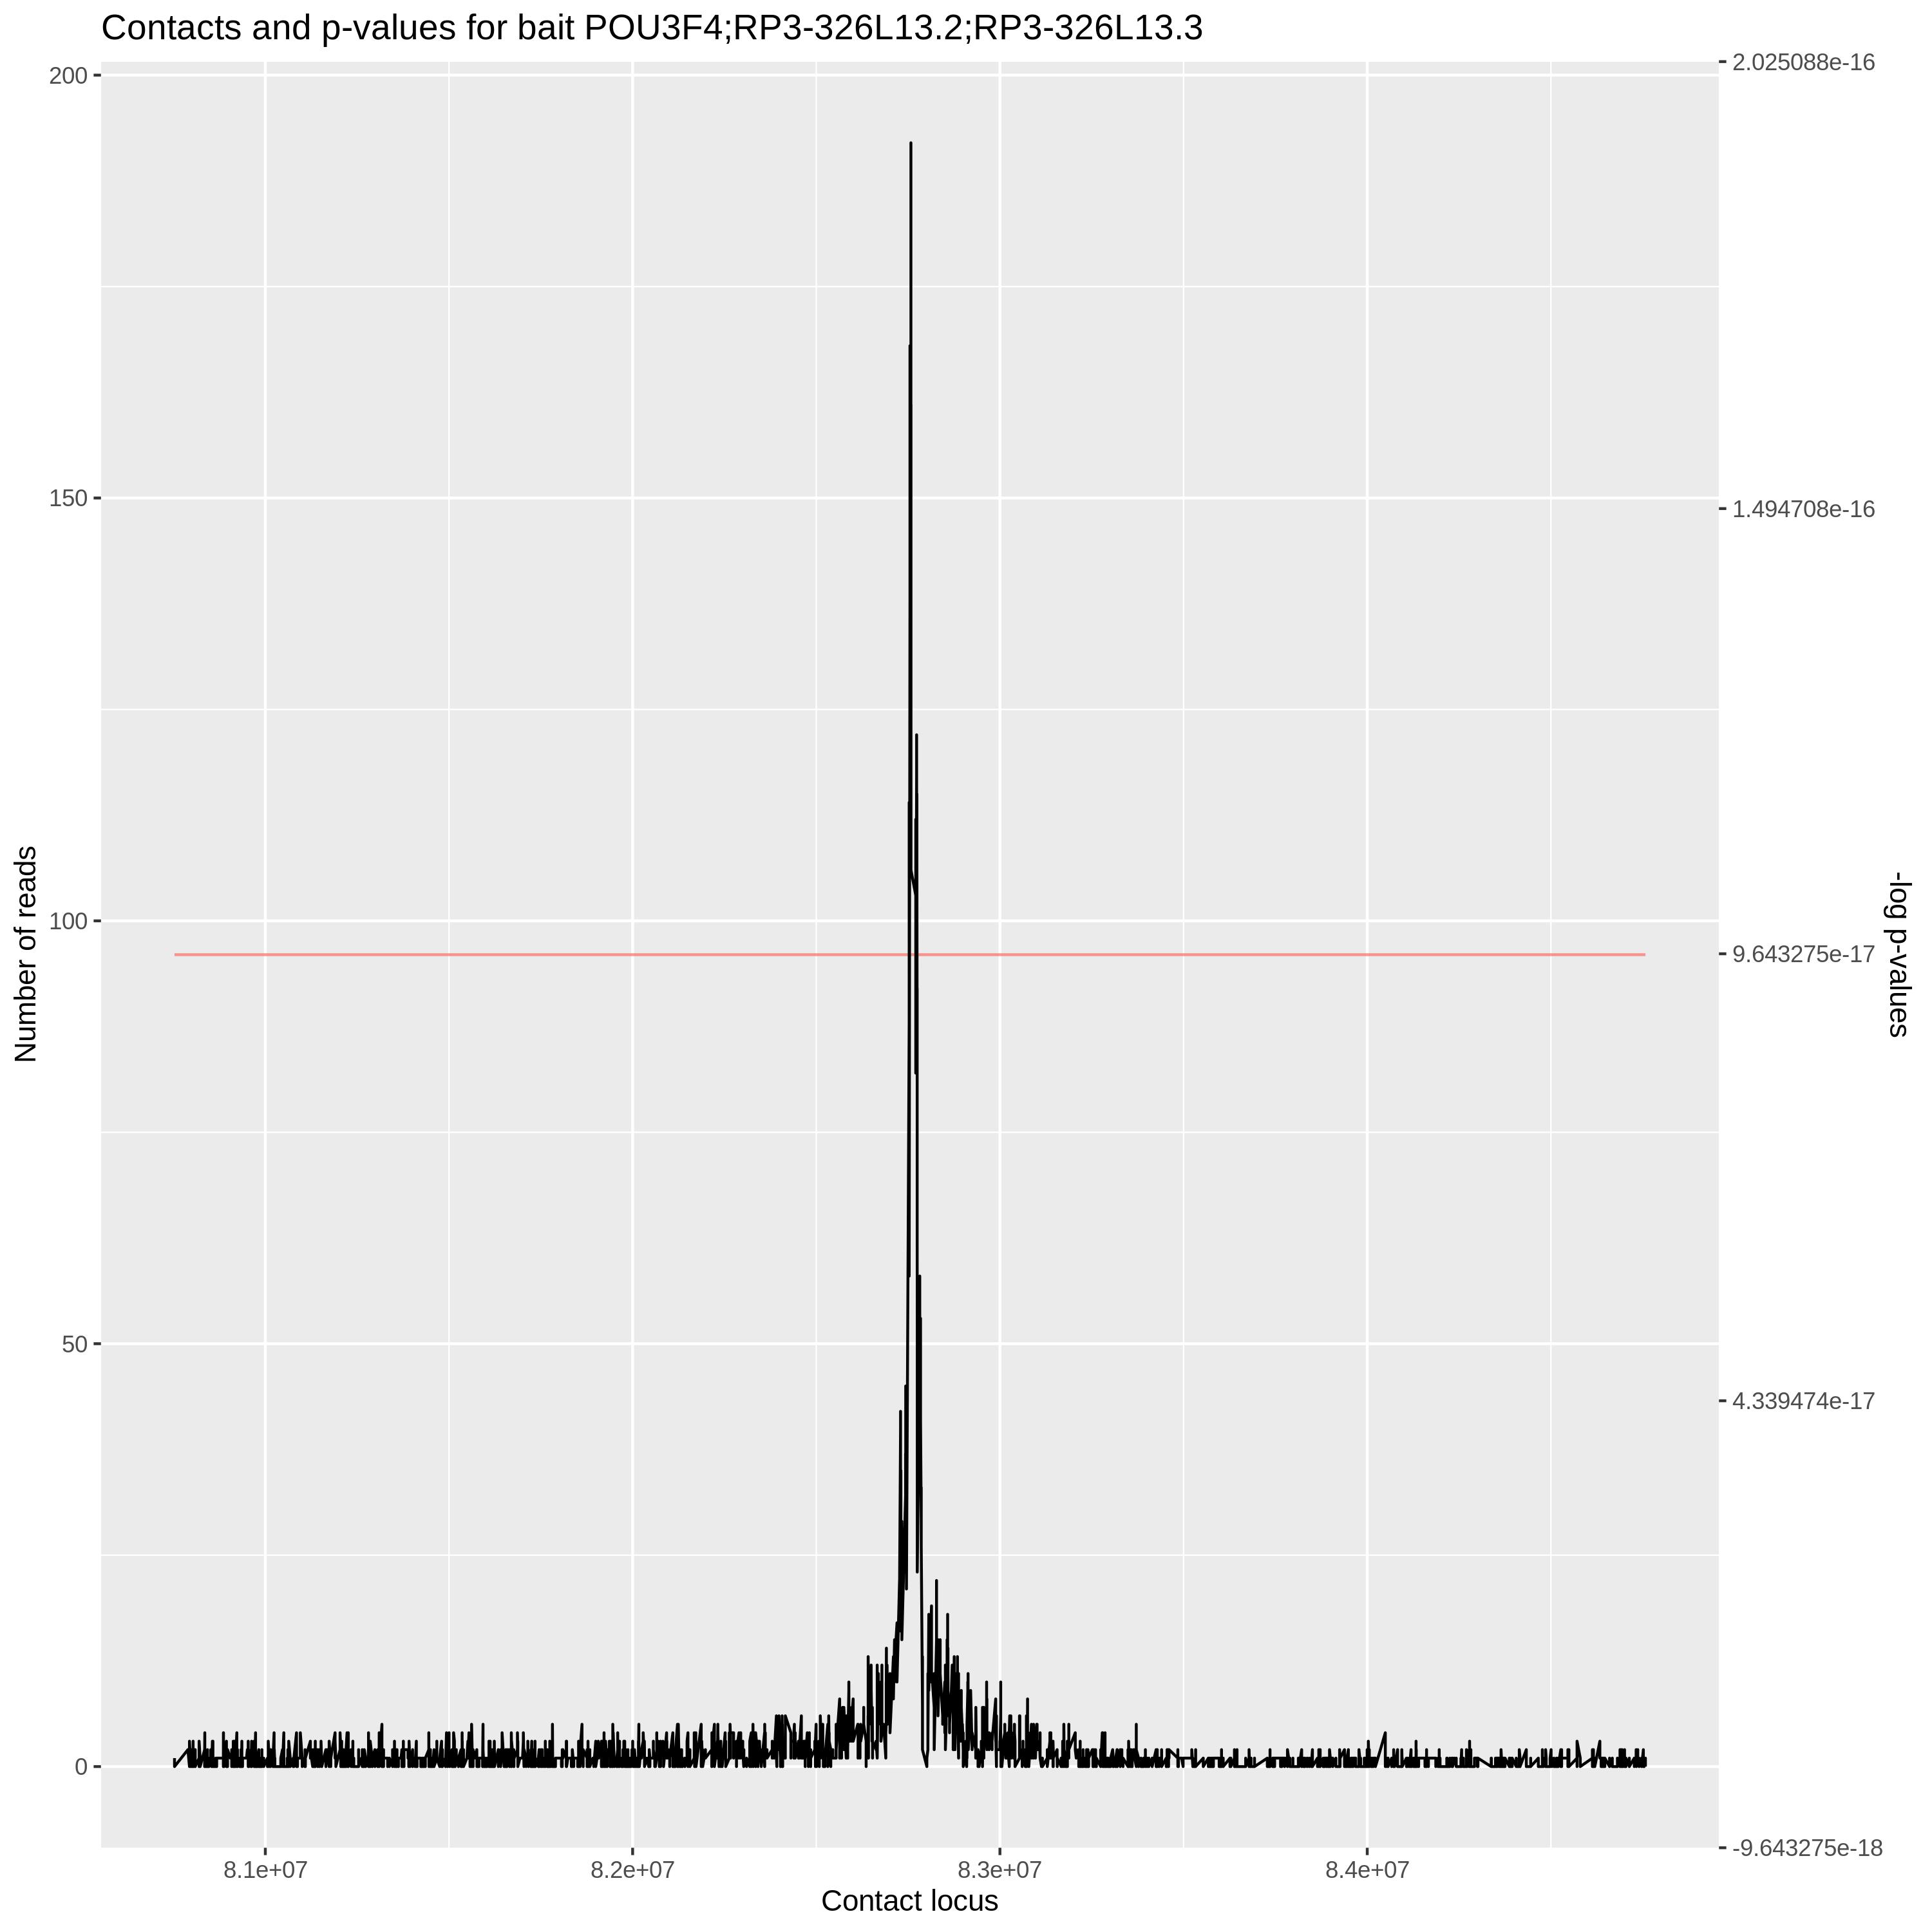 Contacts and p-values for bait POU3F4;RP3-326L13.2;RP3-326L13.3
200
150
100
50
0
Number of reads
2.025088e-16
1.494708e-16
9.643275e-17
4.339474e-17
-9.643275e-18
-log p-values
8.1e+07
8.2e+07
8.3e+07
8.4e+07
Contact locus